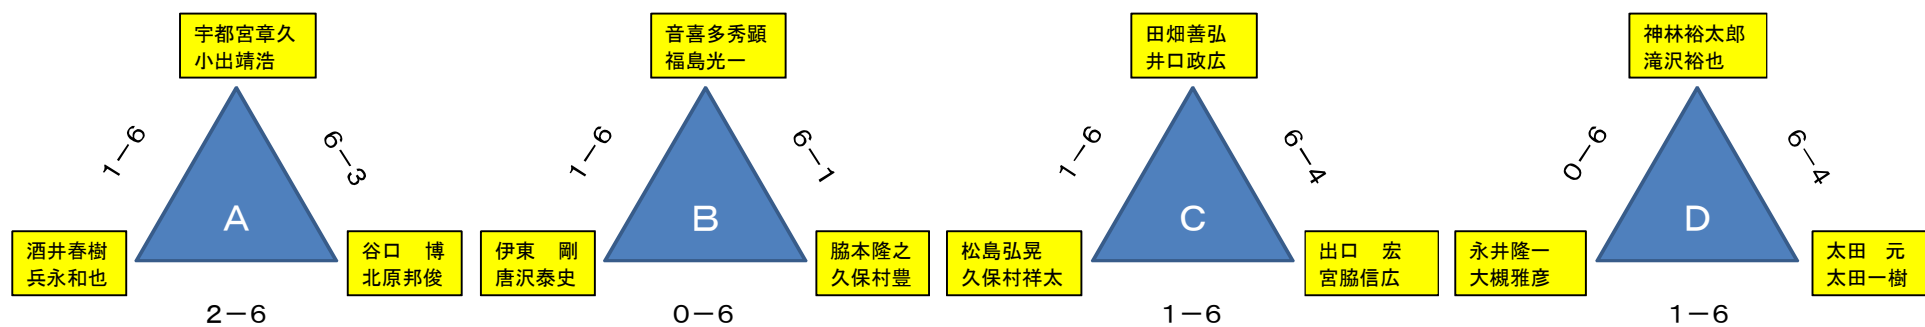 宇都宮章久
小出靖浩
1－6
6－3
A
酒井春樹
兵永和也
谷口　博
北原邦俊
2－6
音喜多秀顕
福島光一
1－6
6－1
B
伊東　剛
唐沢泰史
脇本隆之
久保村豊
0－6
田畑善弘
井口政広
1－6
6－4
C
松島弘晃
久保村祥太
出口　宏
宮脇信広
1－6
神林裕太郎
滝沢裕也
0－6
6－4
D
永井隆一
大槻雅彦
太田　元
太田一樹
1－6